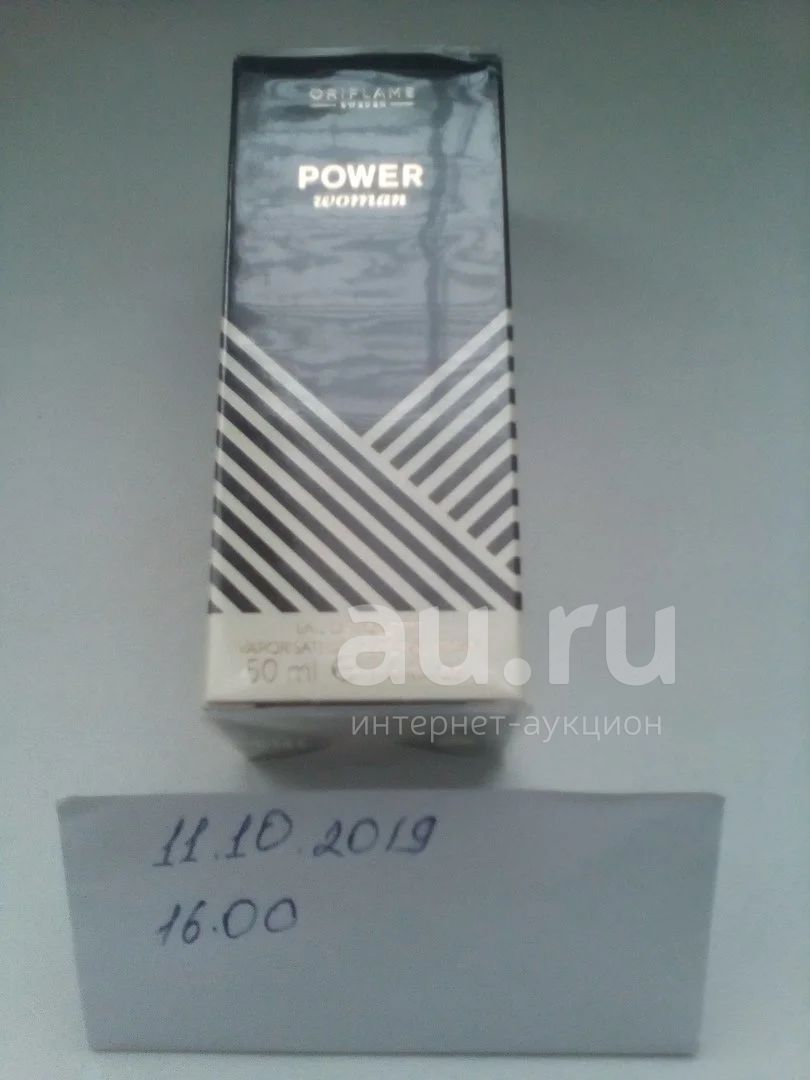 ORIFLAME
SWEDEN
POWER
woman
50 ml
au.ru
интернет-аукцион
11.10.2019
16.00